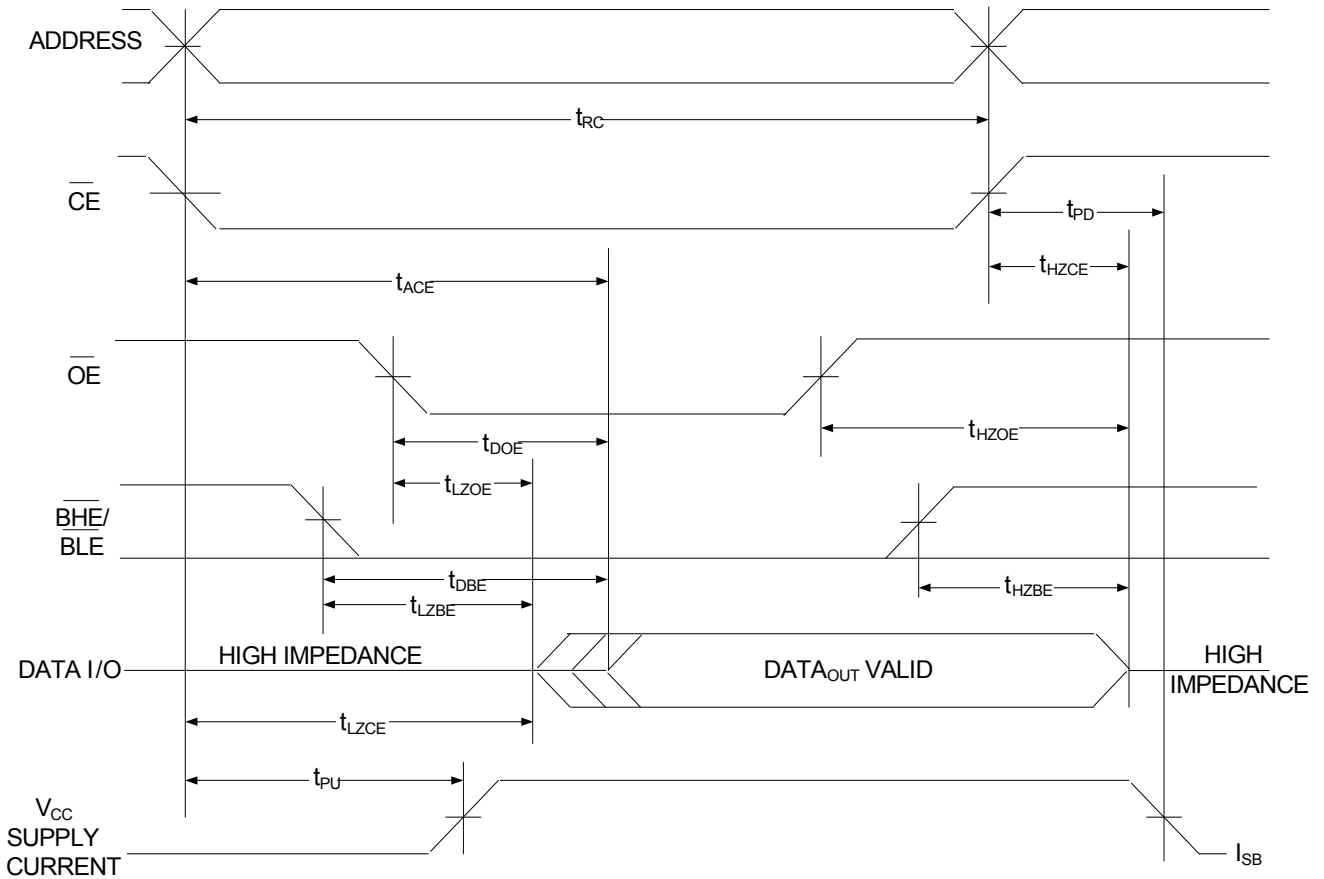 ADDRESS
tRC
CE
tPD
tHZCE
tACE
OE
tHZOE
tDOE
tLZOE
BHE/
BLE
tDBE
tHZBE
tLZBE
DATA I/O
HIGH IMPEDANCE
DATAOUT VALID
HIGH
IMPEDANCE
tLZCE
tPU
VCC
SUPPLY
CURRENT
ISB